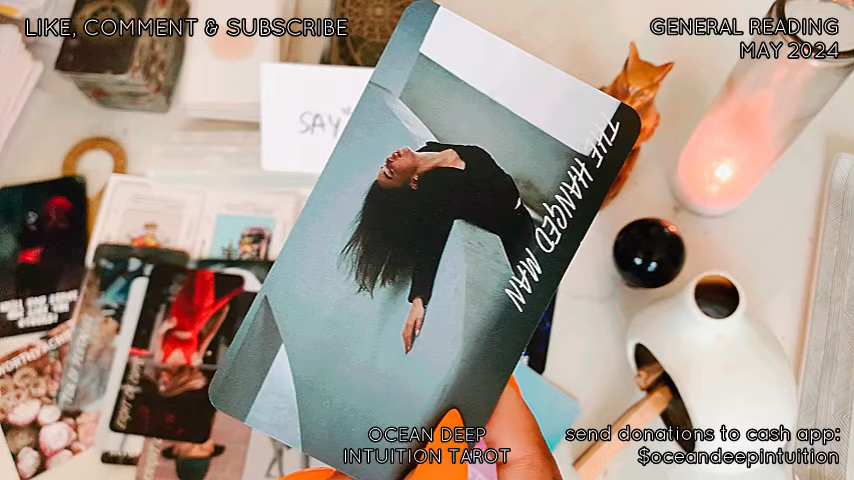 LIKE, COMMENT & SUBSCRIBE
GENERAL READING
MAY 2024
SAY
THE HANGED MAN
OCEAN DEEP
INTUITION TAROT
send donations to cash app:
$oceandeepintuition